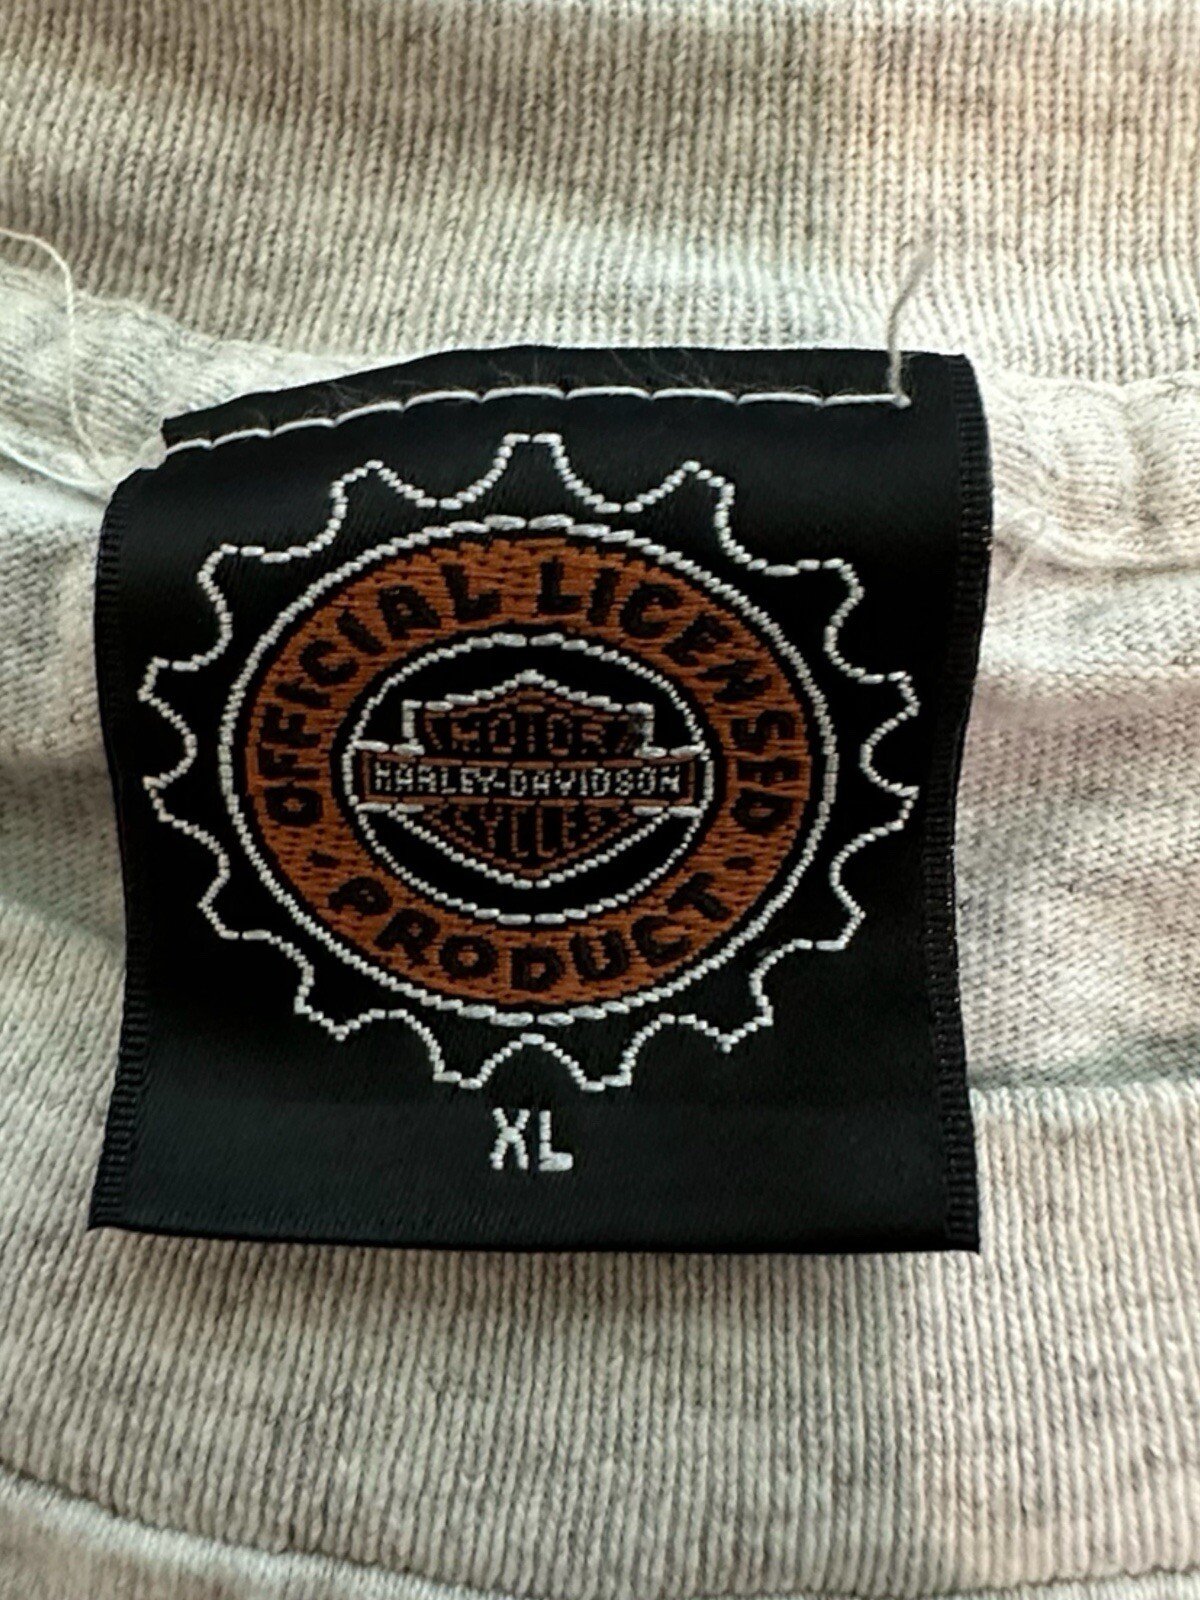 OFFICIAL LICENSED
MOTOR
HARLEY-DAVIDSON
CYCLES
· PRODUCT ·
XL